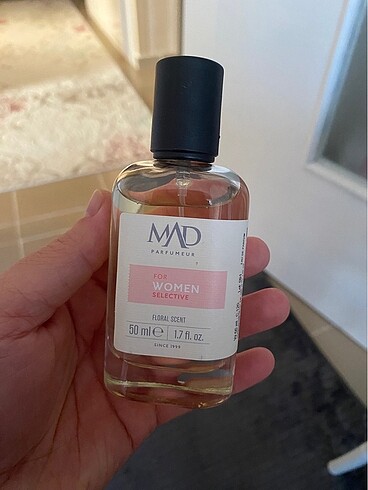 MAD
PARFUMEUR
FOR
WOMEN
SELECTIVE
FLORAL SCENT
50 ml ℮ 1.7 fl. oz.
SINCE 1999